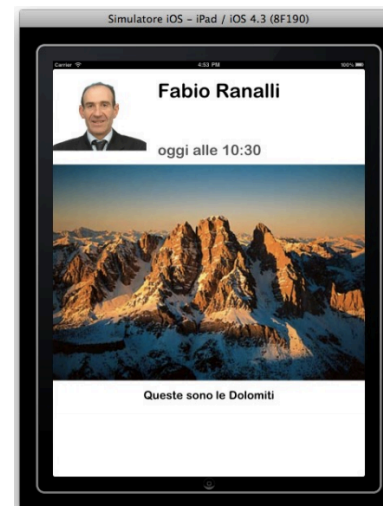 Simulatore iOS - iPad / iOS 4.3 (8F190)
Carrier 4:53 PM 100%
Fabio Ranalli
oggi alle 10:30
Queste sono le Dolomiti